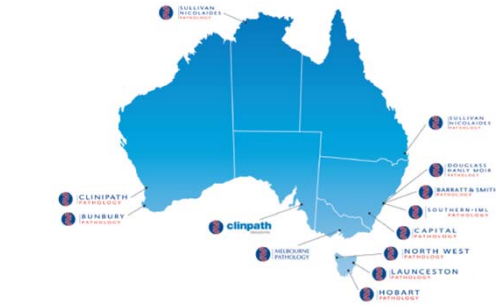 SULLIVAN
NICOLAIDES
PATHOLOGY
SULLIVAN
NICOLAIDES
PATHOLOGY
DOUGLASS
HANLY MOIR
PATHOLOGY
BARRATT & SMITH
PATHOLOGY
CLINIPATH
PATHOLOGY
SOUTHERN-IML
PATHOLOGY
BUNBURY
PATHOLOGY
clinpath
CAPITAL
PATHOLOGY
MELBOURNE
PATHOLOGY
NORTH WEST
PATHOLOGY
LAUNCESTON
PATHOLOGY
HOBART
PATHOLOGY